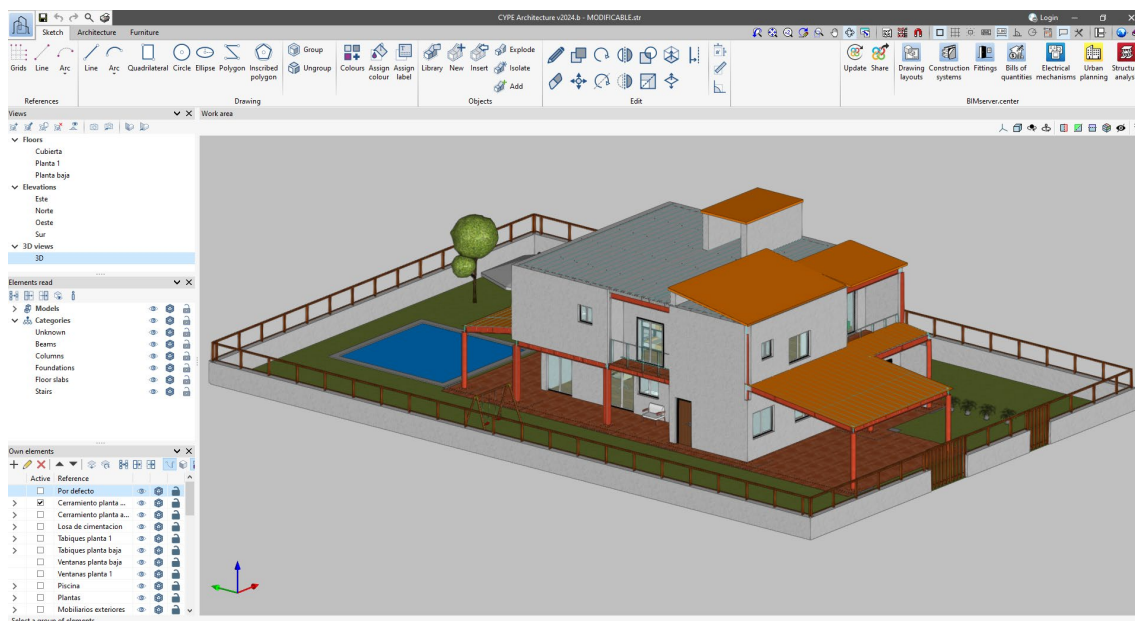 CYPE Architecture v2024.b - MODIFICABLE.str
Login
Sketch Architecture Furniture
Grids Line Arc
References
Line Arc Quadrilateral Circle Ellipse Polygon Inscribed polygon
Group
Ungroup
Drawing
Colours Assign colour Assign label
Library New Insert
Explode
Isolate
Add
Objects
Edit
Update Share Drawing layouts Construction systems Fittings Bills of quantities Electrical mechanisms Urban planning
BIMserver.center
Views
Work area
Floors
Cubierta
Planta 1
Planta baja
Elevations
Este
Norte
Oeste
Sur
3D views
3D
Elements read
Models
Categories
Unknown
Beams
Columns
Foundations
Floor slabs
Stairs
Own elements
Active Reference
Por defecto
Cerramiento planta ...
Cerramiento planta a...
Losa de cimentacion
Tabiques planta 1
Tabiques planta baja
Ventanas planta baja
Ventanas planta 1
Piscina
Plantas
Mobiliarios exteriores
Select a group of elements